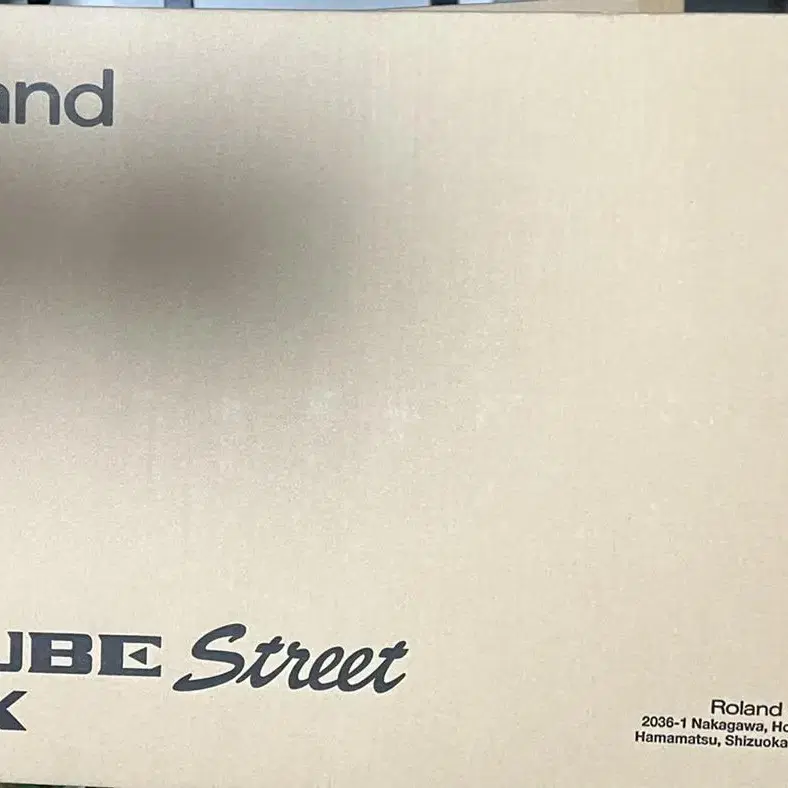 and
UBE Street
X
Roland
2036-1 Nakagawa, Ho
Hamamatsu, Shizuoka